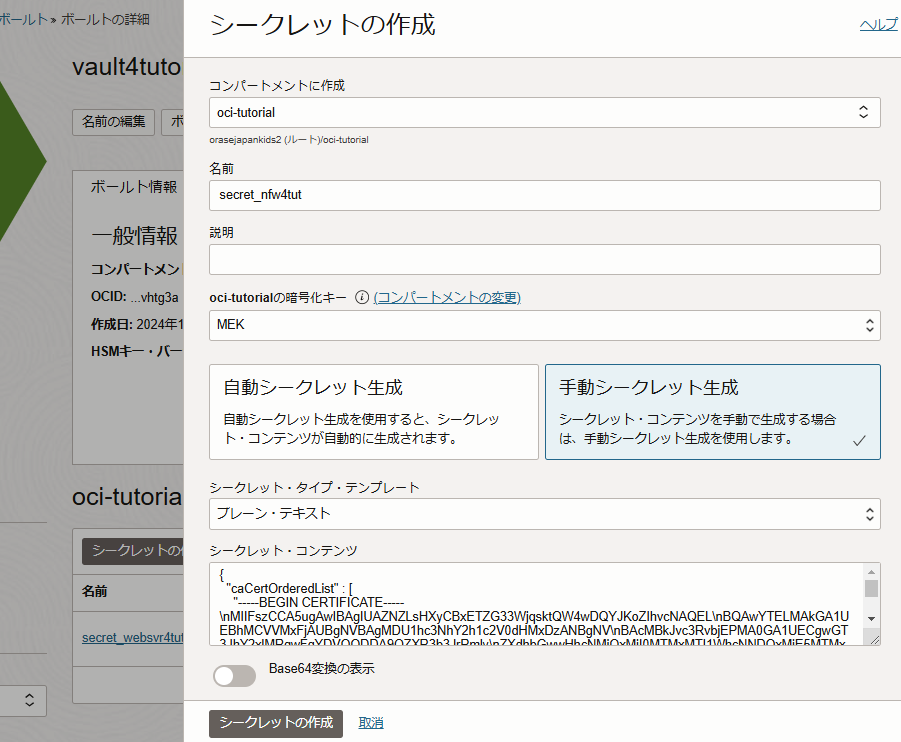 ボールト » ボールトの詳細
vault4tuto
名前の編集
ボールト情報
一般情報
コンパートメン
OCID: ...vhtg3a
作成日: 2024年1
HSMキー・バー
oci-tutoria
シークレットの
名前
secret_websvr4tut
シークレットの作成
ヘルプ
コンパートメントに作成
oci-tutorial
orasejapankids2 (ルート)/oci-tutorial
名前
secret_nfw4tut
説明
oci-tutorialの暗号化キー (コンパートメントの変更)
MEK
自動シークレット生成
自動シークレット生成を使用すると、シークレッ
ト・コンテンツが自動的に生成されます。
手動シークレット生成
シークレット・コンテンツを手動で生成する場合
は、手動シークレット生成を使用します。
シークレット・タイプ・テンプレート
プレーン・テキスト
シークレット・コンテンツ
{
"caCertOrderedList" : [
"-----BEGIN CERTIFICATE-----
\nMIIFszCCA5ugAwIBAgIUAZNZLsHXyCBxETZG33WjqsktQW4wDQYJKoZIhvcNAQEL\nBQAwYTELMAkGA1U
EBhMCVVMxFjAUBgNVBAgMDU1hc3NhY2h1c2V0dHMxDzANBgNV\nBAcMBkJvc3RvbjEPMA0GA1UECgwGT
Base64変換の表示
シークレットの作成
取消